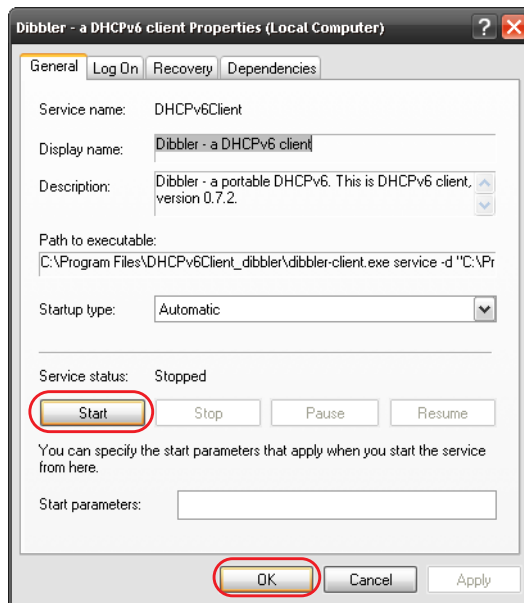 Dibbler - a DHCPv6 client Properties (Local Computer)
General Log On Recovery Dependencies
Service name: DHCPv6Client
Display name: Dibbler - a DHCPv6 client
Description: Dibbler - a portable DHCPv6. This is DHCPv6 client,
version 0.7.2.
Path to executable:
C:\Program Files\DHCPv6Client_dibbler\dibbler-client.exe service -d "C:\Pr
Startup type: Automatic
Service status: Stopped
Start Stop Pause Resume
You can specify the start parameters that apply when you start the service
from here.
Start parameters:
OK Cancel Apply